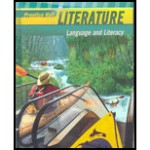 Prentice Hall
LITERATURE
Language and Literacy